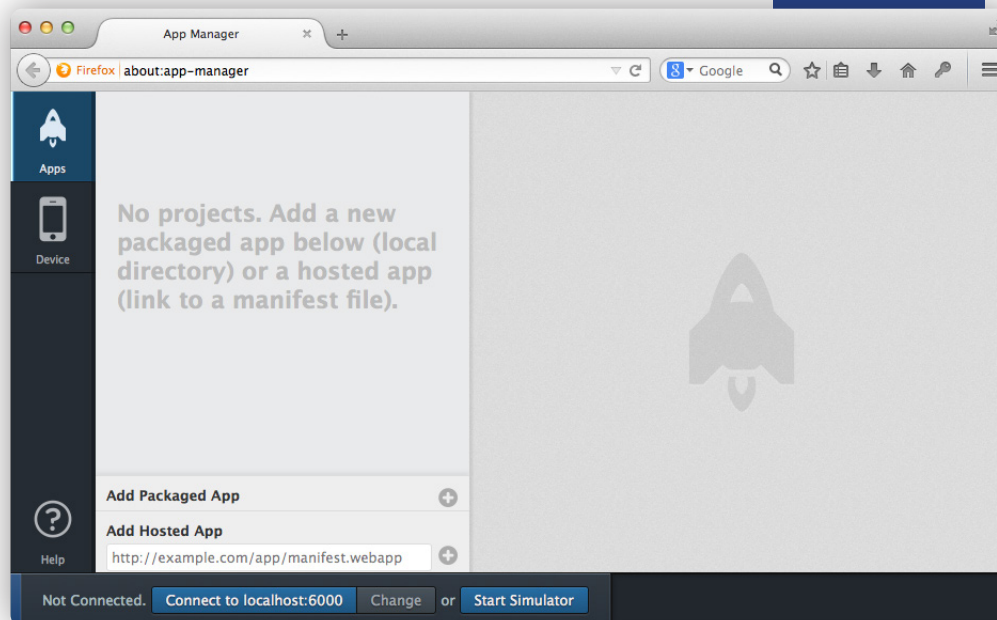 App Manager
Firefox about:app-manager
8 Google
Apps
No projects. Add a new
packaged app below (local
directory) or a hosted app
(link to a manifest file).
Device
Add Packaged App
Add Hosted App
http://example.com/app/manifest.webapp
Help
Not Connected. Connect to localhost:6000 Change or Start Simulator